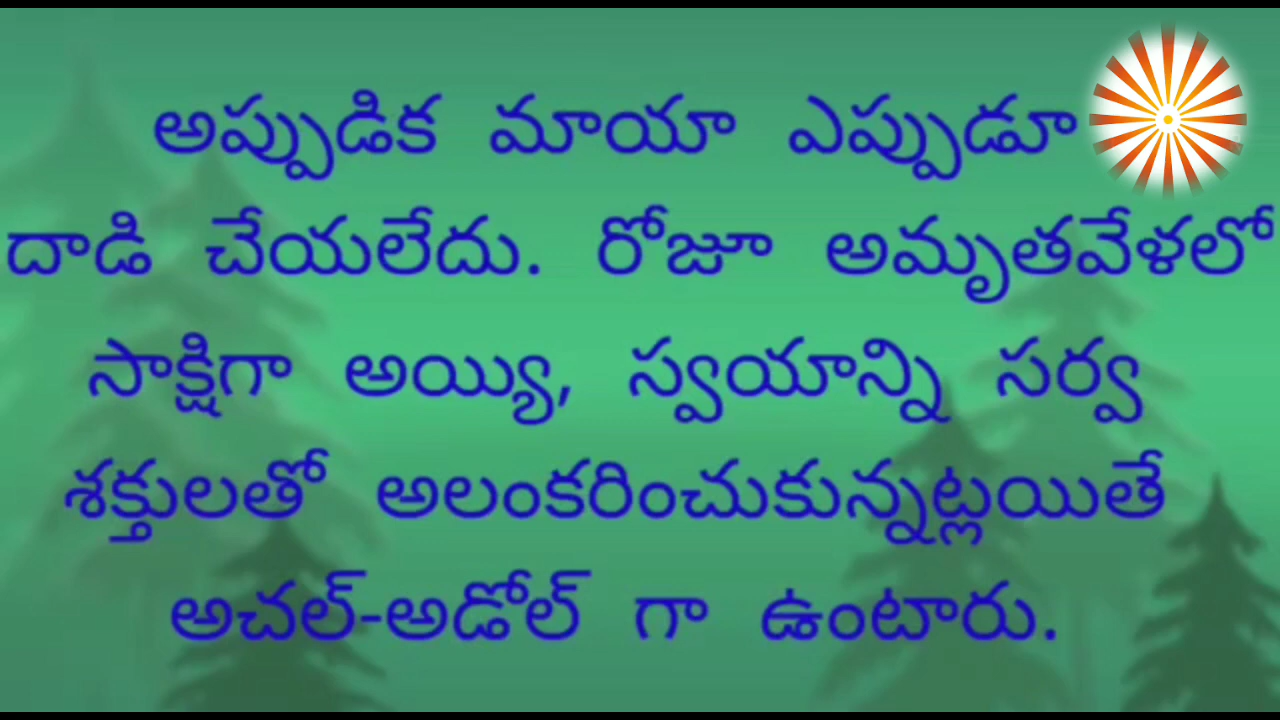 అప్పుడిక మాయా ఎప్పుడూ
దాడి చేయలేదు. రోజూ అమృతవేళలో
సాక్షిగా అయ్యి, స్వయాన్ని సర్వ
శక్తులతో అలంకరించుకున్నట్లయితే
అచల్-అడోల్ గా ఉంటారు.